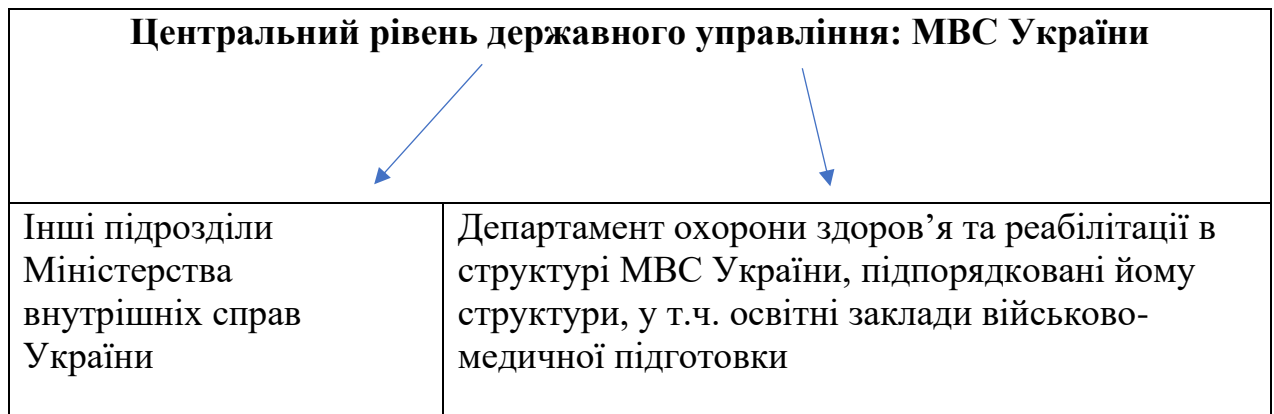 Центральний рівень державного управління: МВС України
Інші підрозділи
Міністерства
внутрішніх справ
України
Департамент охорони здоров’я та реабілітації в
структурі МВС України, підпорядковані йому
структури, у т.ч. освітні заклади військово-
медичної підготовки